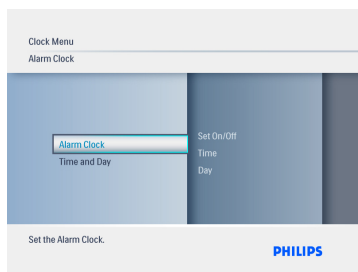 Clock Menu
Alarm Clock
Alarm Clock
Time and Day
Set On/Off
Time
Day
Set the Alarm Clock.
PHILIPS